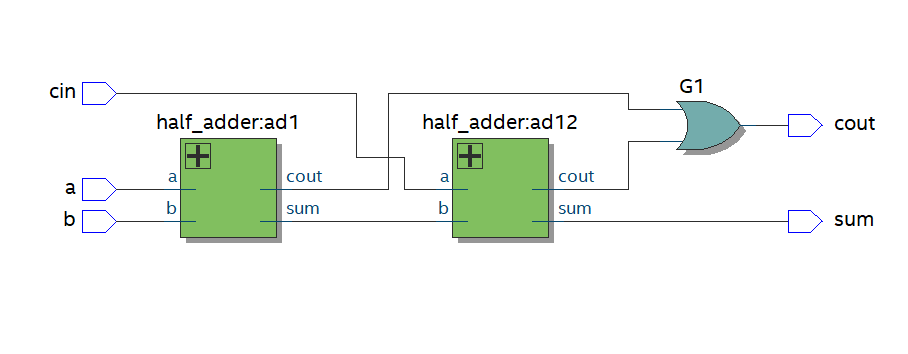 G1
cin
half_adder:ad1
half_adder:ad12
cout
a
a
cout
a
cout
b
b
sum
b
sum
sum